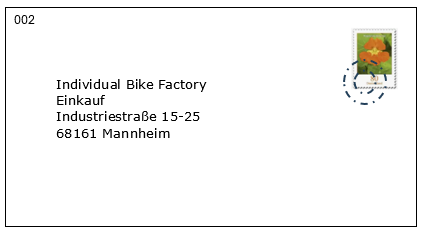 002
Individual Bike Factory
Einkauf
Industriestraße 15-25
68161 Mannheim